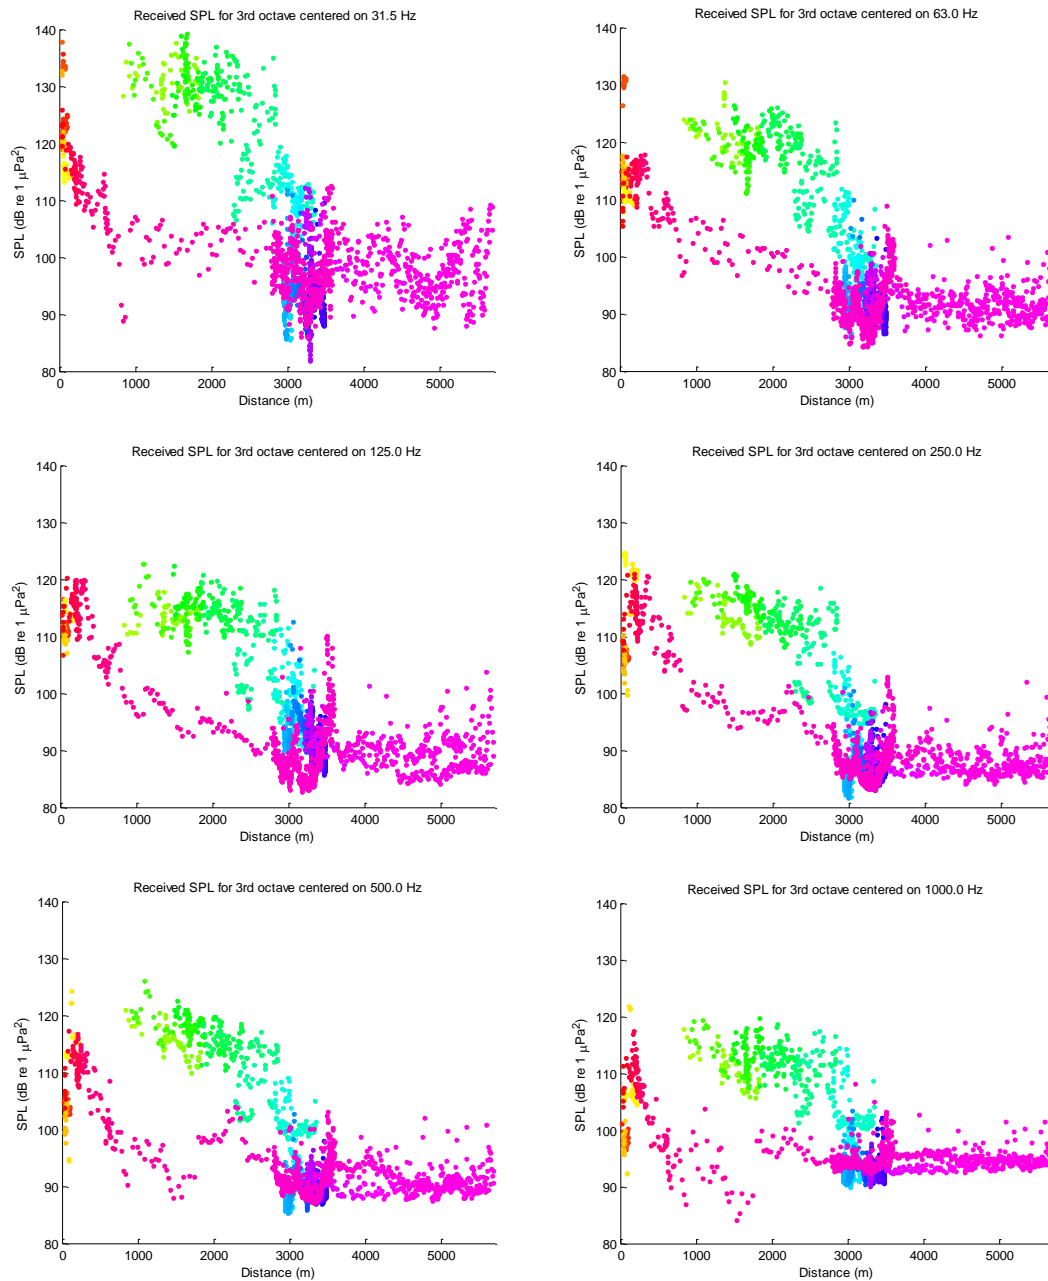 Received SPL for 3rd octave centered on 31.5 Hz
140
130
120
110
100
90
80
SPL (dB re 1 μPa²)
0 1000 2000 3000 4000 5000
Distance (m)
Received SPL for 3rd octave centered on 63.0 Hz
140
130
120
110
100
90
80
SPL (dB re 1 μPa²)
0 1000 2000 3000 4000 5000
Distance (m)
Received SPL for 3rd octave centered on 125.0 Hz
140
130
120
110
100
90
80
SPL (dB re 1 μPa²)
0 1000 2000 3000 4000 5000
Distance (m)
Received SPL for 3rd octave centered on 250.0 Hz
140
130
120
110
100
90
80
SPL (dB re 1 μPa²)
0 1000 2000 3000 4000 5000
Distance (m)
Received SPL for 3rd octave centered on 500.0 Hz
140
130
120
110
100
90
80
SPL (dB re 1 μPa²)
0 1000 2000 3000 4000 5000
Distance (m)
Received SPL for 3rd octave centered on 1000.0 Hz
140
130
120
110
100
90
80
SPL (dB re 1 μPa²)
0 1000 2000 3000 4000 5000
Distance (m)